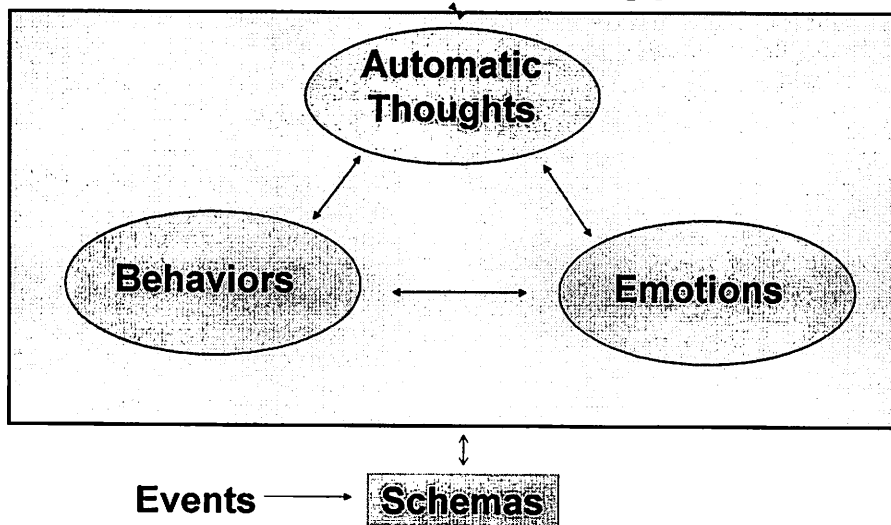 Automatic
Thoughts
Behaviors
Emotions
Events
Schemas